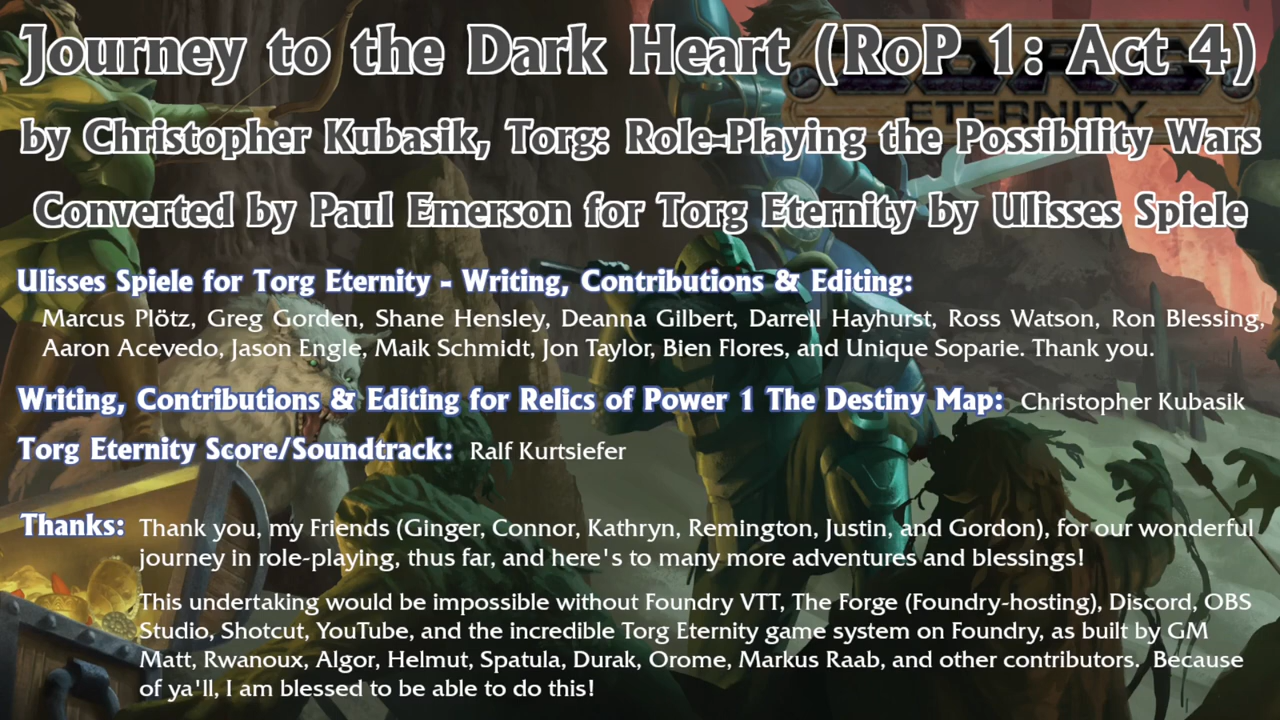 Journey to the Dark Heart (RoP 1: Act 4)
ETERNITY
by Christopher Kubasik, Torg: Role-Playing the Possibility Wars
Converted by Paul Emerson for Torg Eternity by Ulisses Spiele
Ulisses Spiele for Torg Eternity - Writing, Contributions & Editing:
Marcus Plötz, Greg Gorden, Shane Hensley, Deanna Gilbert, Darrell Hayhurst, Ross Watson, Ron Blessing,
Aaron Acevedo, Jason Engle, Maik Schmidt, Jon Taylor, Bien Flores, and Unique Soparie. Thank you.
Writing, Contributions & Editing for Relics of Power 1 The Destiny Map: Christopher Kubasik
Torg Eternity Score/Soundtrack: Ralf Kurtsiefer
Thanks: Thank you, my Friends (Ginger, Connor, Kathryn, Remington, Justin, and Gordon), for our wonderful
journey in role-playing, thus far, and here's to many more adventures and blessings!
This undertaking would be impossible without Foundry VTT, The Forge (Foundry-hosting), Discord, OBS
Studio, Shotcut, YouTube, and the incredible Torg Eternity game system on Foundry, as built by GM
Matt, Rwanoux, Algor, Helmut, Spatula, Durak, Orome, Markus Raab, and other contributors. Because
of ya'll, I am blessed to be able to do this!